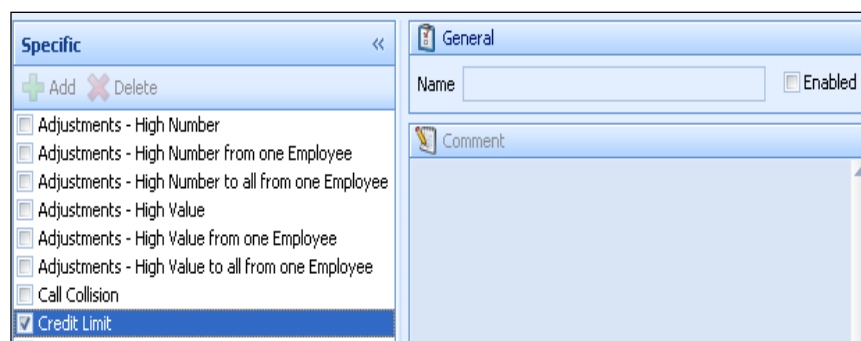 Specific
Add Delete
Adjustments - High Number
Adjustments - High Number from one Employee
Adjustments - High Number to all from one Employee
Adjustments - High Value
Adjustments - High Value from one Employee
Adjustments - High Value to all from one Employee
Call Collision
Credit Limit
General
Name Enabled
Comment